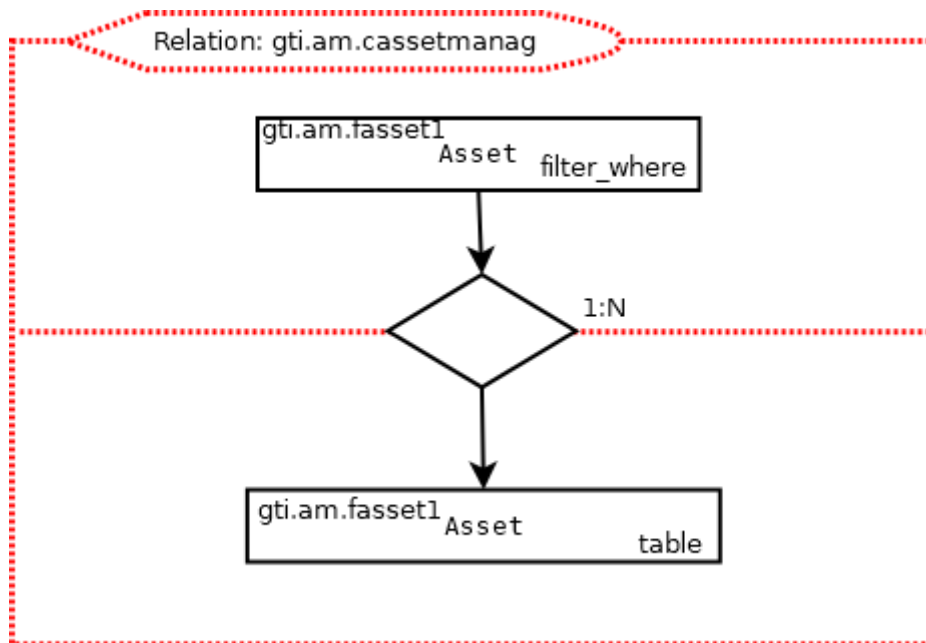 Relation: gti.am.cassetmanag
gti.am.fasset1
Asset
filter_where
1:N
gti.am.fasset1
Asset
table